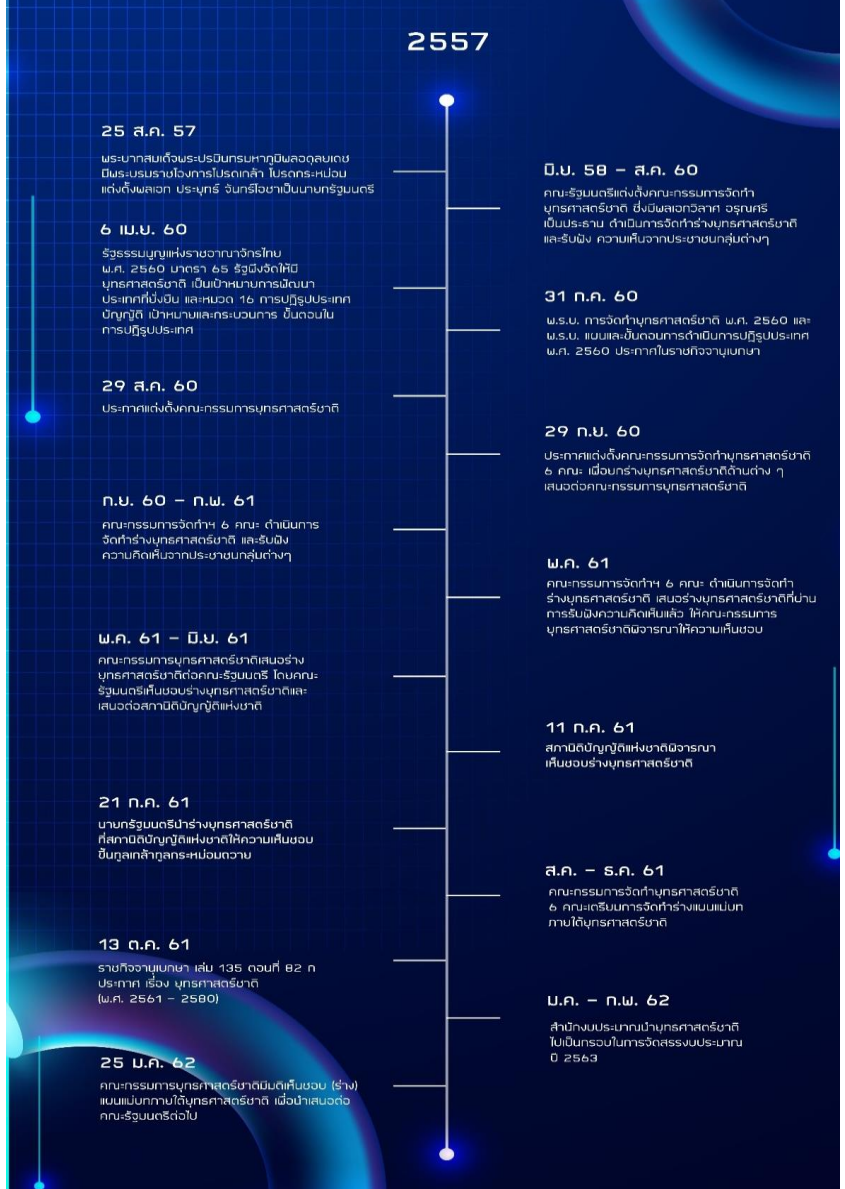 2557
25 ส.ค. 57
พระบาทสมเด็จพระปรมินทรมหาภูมิพลอดุลยเดช
มีพระบรมราชโองการโปรดเกล้า โปรดกระหม่อม
แต่งตั้งพลเอก ประยุทธ์ จันทร์โอชาเป็นนายกรัฐมนตรี
มิ.ย. 58 – ส.ค. 60
คณะรัฐมนตรีแต่งตั้งคณะกรรมการจัดทำ
ยุทธศาสตร์ชาติ ซึ่งมีพลเอกวิลาศ อรุณศรี
เป็นประธาน ดำเนินการจัดทำร่างยุทธศาสตร์ชาติ
และรับฟัง ความเห็นจากประชาชนกลุ่มต่างๆ
6 เม.ย. 60
รัฐธรรมนูญแห่งราชอาณาจักรไทย
พ.ศ. 2560 มาตรา 65 รัฐพึงจัดให้มี
ยุทธศาสตร์ชาติ เป็นเป้าหมายการพัฒนา
ประเทศที่ยั่งยืน และหมวด 16 การปฏิรูปประเทศ
บัญญัติ เป้าหมายและกระบวนการ ขั้นตอนใน
การปฏิรูปประเทศ
31 ก.ค. 60
พ.ร.บ. การจัดทำยุทธศาสตร์ชาติ พ.ศ. 2560 และ
พ.ร.บ. แผนและขั้นตอนการดำเนินการปฏิรูปประเทศ
พ.ศ. 2560 ประกาศในราชกิจจานุเบกษา
29 ส.ค. 60
ประกาศแต่งตั้งคณะกรรมการยุทธศาสตร์ชาติ
29 ก.ย. 60
ประกาศแต่งตั้งคณะกรรมการจัดทำยุทธศาสตร์ชาติ
6 คณะ เพื่อยกร่างยุทธศาสตร์ชาติด้านต่าง ๆ
เสนอต่อคณะกรรมการยุทธศาสตร์ชาติ
ก.ย. 60 – ก.พ. 61
คณะกรรมการจัดทำฯ 6 คณะ ดำเนินการ
จัดทำร่างยุทธศาสตร์ชาติ และรับฟัง
ความคิดเห็นจากประชาชนกลุ่มต่างๆ
พ.ค. 61
คณะกรรมการจัดทำฯ 6 คณะ ดำเนินการจัดทำ
ร่างยุทธศาสตร์ชาติ เสนอร่างยุทธศาสตร์ชาติที่ผ่าน
การรับฟังความคิดเห็นแล้ว ให้คณะกรรมการ
ยุทธศาสตร์ชาติพิจารณาให้ความเห็นชอบ
พ.ค. 61 – มิ.ย. 61
คณะกรรมการยุทธศาสตร์ชาติเสนอร่าง
ยุทธศาสตร์ชาติต่อคณะรัฐมนตรี โดยคณะ
รัฐมนตรีเห็นชอบร่างยุทธศาสตร์ชาติและ
เสนอต่อสภานิติบัญญัติแห่งชาติ
11 ก.ค. 61
สภานิติบัญญัติแห่งชาติพิจารณา
เห็นชอบร่างยุทธศาสตร์ชาติ
21 ก.ค. 61
นายกรัฐมนตรีนำร่างยุทธศาสตร์ชาติ
ที่สภานิติบัญญัติแห่งชาติให้ความเห็นชอบ
ขึ้นทูลเกล้าทูลกระหม่อมถวาย
ส.ค. – ธ.ค. 61
คณะกรรมการจัดทำยุทธศาสตร์ชาติ
6 คณะเตรียมการจัดทำร่างแผนแม่บท
ภายใต้ยุทธศาสตร์ชาติ
13 ต.ค. 61
ราชกิจจานุเบกษา เล่ม 135 ตอนที่ 82 ก
ประกาศ เรื่อง ยุทธศาสตร์ชาติ
(พ.ศ. 2561 – 2580)
ม.ค. – ก.พ. 62
สำนักงบประมาณนำยุทธศาสตร์ชาติ
ไปเป็นกรอบในการจัดสรรงบประมาณ
ปี 2563
25 ม.ค. 62
คณะกรรมการยุทธศาสตร์ชาติมีมติเห็นชอบ (ร่าง)
แผนแม่บทภายใต้ยุทธศาสตร์ชาติ เพื่อนำเสนอต่อ
คณะรัฐมนตรีต่อไป